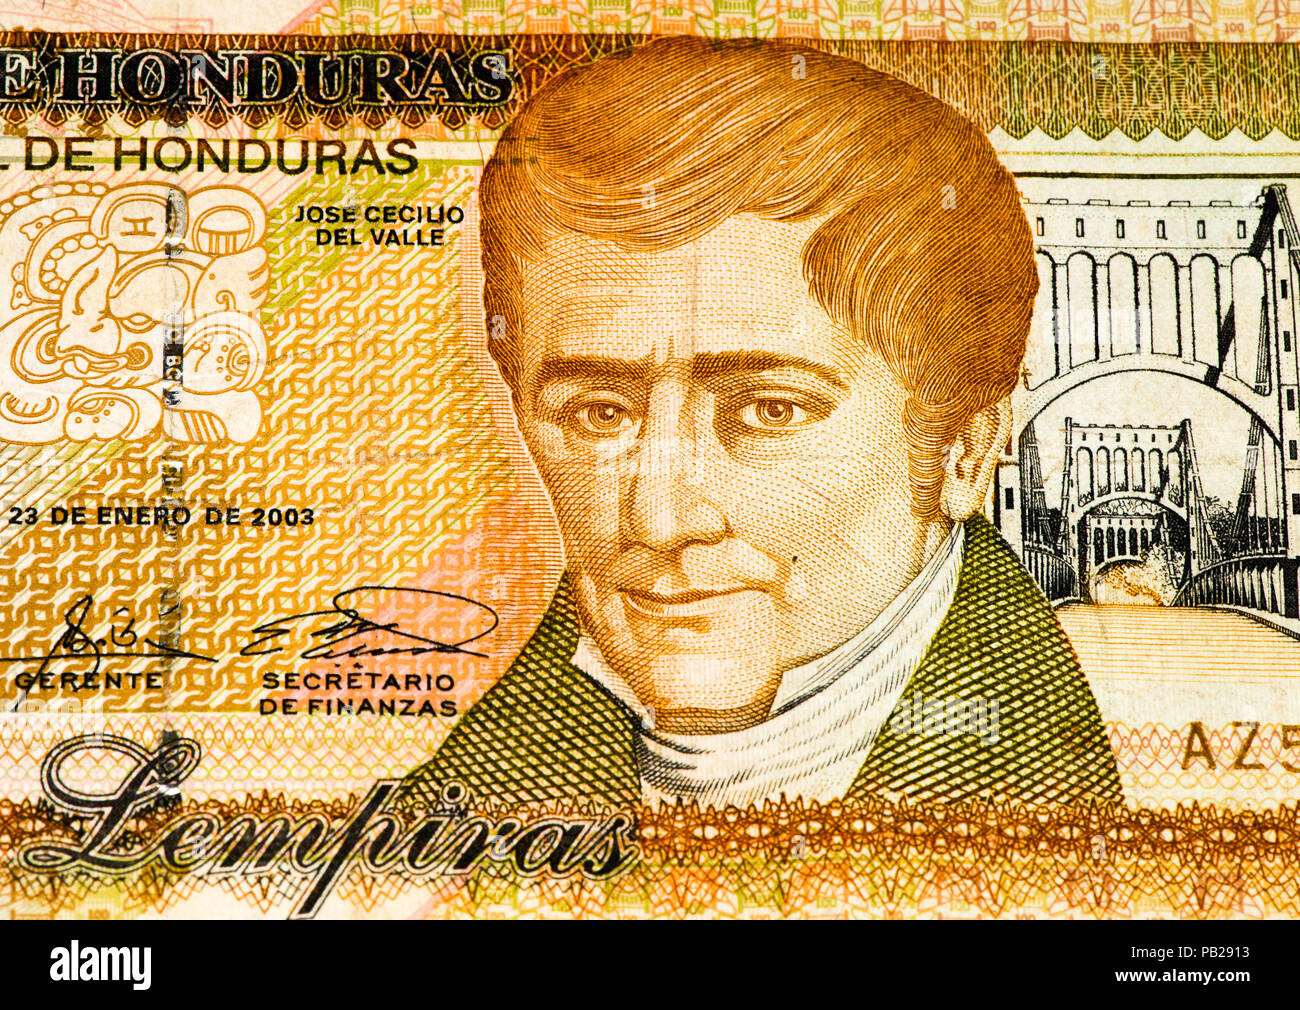 E HONDURAS
L DE HONDURAS
JOSE CECILIO
DEL VALLE
23 DE ENERO DE 2003
GERENTE
SECRETARIO
DE FINANZAS
Lempiras
AZ5
alamy
Image ID: PB2913
www.alamy.com